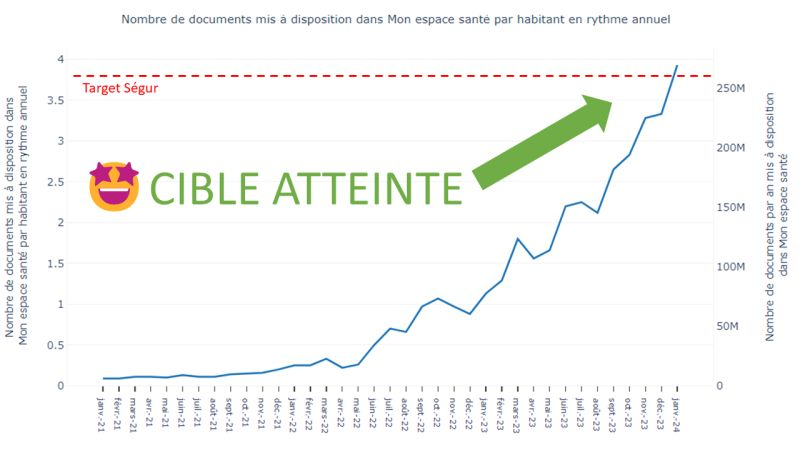 Nombre de documents mis à disposition dans Mon espace santé par habitant en rythme annuel
Nombre de documents mis à disposition dans
Mon espace santé par habitant en rythme annuel
4
3.5
3
2.5
2
1.5
1
0.5
0
Target Ségur
CIBLE ATTEINTE
250M
200M
150M
100M
50M
0
Nombre de documents par an mis à disposition
dans Mon espace santé
janv.-21
févr.-21
mars-21
avr.-21
mai-21
juin-21
juil.-21
août-21
sept.-21
oct.-21
nov.-21
déc.-21
janv.-22
févr.-22
mars-22
avr.-22
mai-22
juin-22
juil.-22
août-22
sept.-22
oct.-22
nov.-22
déc.-22
janv.-23
févr.-23
mars-23
avr.-23
mai-23
juin-23
juil.-23
août-23
sept.-23
oct.-23
nov.-23
déc.-23
janv.-24